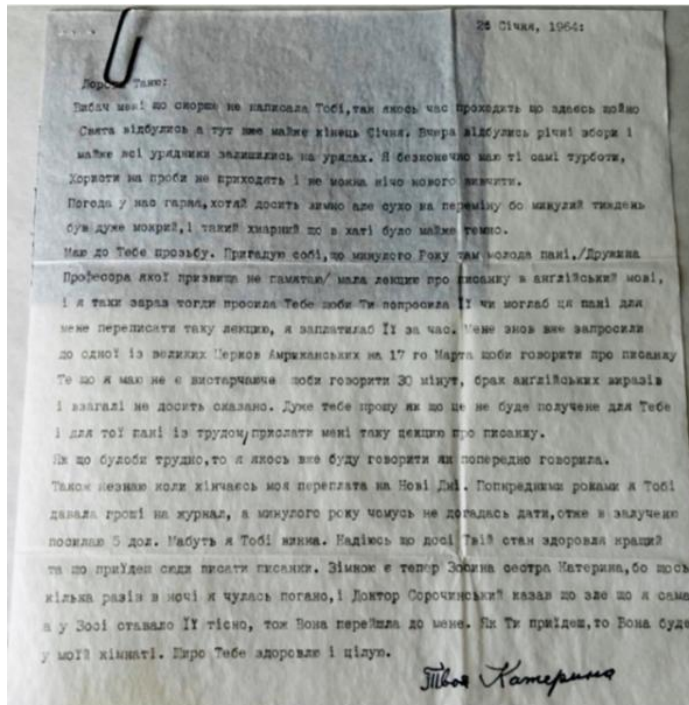 26 Січня, 1964:
Дорога Таню:
Вибач мені що скорше не написала Тобі, так якось час проходить що здаєсь щойно
Свята відбулись а тут вже майже кінець Січня. Вчера відбулись річні збори і
майже всі урядники залишились на урядах. Я безконечно маю ті самі турботи,
Хористи на проби не приходять і не можна нічо нового вивчити.
Погода у нас гарна, хотяй досить зимно але сухо на переміну бо минулий тиждень
був дуже мокрий, і такий хмарний що в хаті було майже темно.
Маю до Тебе прозьбу. Пригадую собі, що минулого Року там молода пані, /Дружина
Професора якої призвища не памятаю/ мала лекцию про писанку в англійський мові,
і я таки зараз тогди просила Тебе щоби Ти попросила Її чи моглаб ця пані для
мене переписати таку лекцию, я заплатилаб Її за час. Мене знов вже запросили
до одної із великих Церков Амриканських на 17 го Марта щоби говорити про писанку
Те що я маю не є вистарчаюче щоби говорити 30 мінут, брак англійських виразів
і взагалі не досить сказано. Дуже тебе прошу як що це не буде получене для Тебе
і для тої пані із трудом, прислати мені таку лекцию про писанку.
Як що булоби трудно, то я якось вже буду говорити як попередно говорила.
Також незнаю коли кінчаєсь моя переплата на Нові Дні. Попередними роками я Тобі
давала гроші на журнал, а минулого року чомусь не догадась дати, отже в залученю
посилаю 5 дол. Мабуть я Тобі винна. Надіюсь що досі Твій стан здоровля кращий
та що приїдеш сюди писати писанки. Зімною є тепер Зосина сестра Катерина, бо щось
кілька разів в ночі я чулась погано, і Доктор Сорочинський казав що зле що я сама
а у Зосі ставало Її тісно, тож Вона перейшла до мене. Як Ти приїдеш, то Вона буде
у моїй кімнаті. Щиро Тебе здоровлю і цілую.
Твоя Катерина